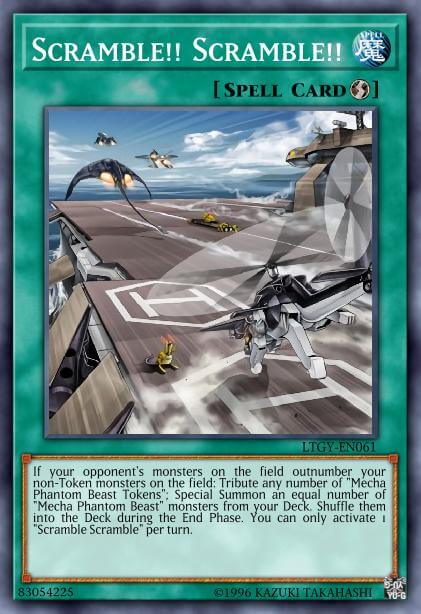 SCRAMBLE!! SCRAMBLE!!
SPELL
魔
[SPELL CARD]
H
LTGY-EN061
If your opponent's monsters on the field outnumber your
non-Token monsters on the field: Tribute any number of "Mecha
Phantom Beast Tokens"; Special Summon an equal number of
"Mecha Phantom Beast" monsters from your Deck. Shuffle them
into the Deck during the End Phase. You can only activate 1
"Scramble Scramble" per turn.
83054225
©1996 KAZUKI TAKAHASHI